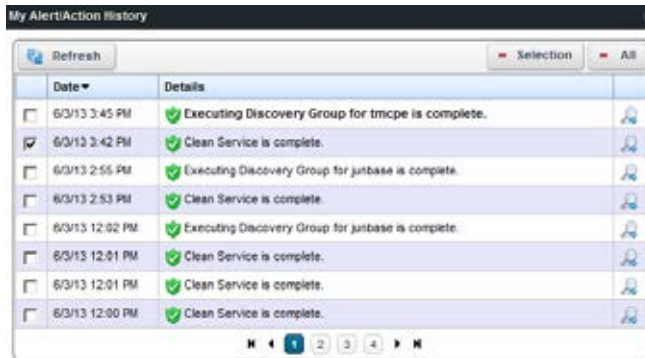 My Alert/Action History
Refresh
Selection
All
Date Details
6/3/13 3:45 PM Executing Discovery Group for tmcpe is complete.
6/3/13 3:42 PM Clean Service is complete.
6/3/13 2:55 PM Executing Discovery Group for junbase is complete.
6/3/13 2:53 PM Clean Service is complete.
6/3/13 12:02 PM Executing Discovery Group for junbase is complete.
6/3/13 12:01 PM Clean Service is complete.
6/3/13 12:01 PM Clean Service is complete.
6/3/13 12:00 PM Clean Service is complete.
1 2 3 4